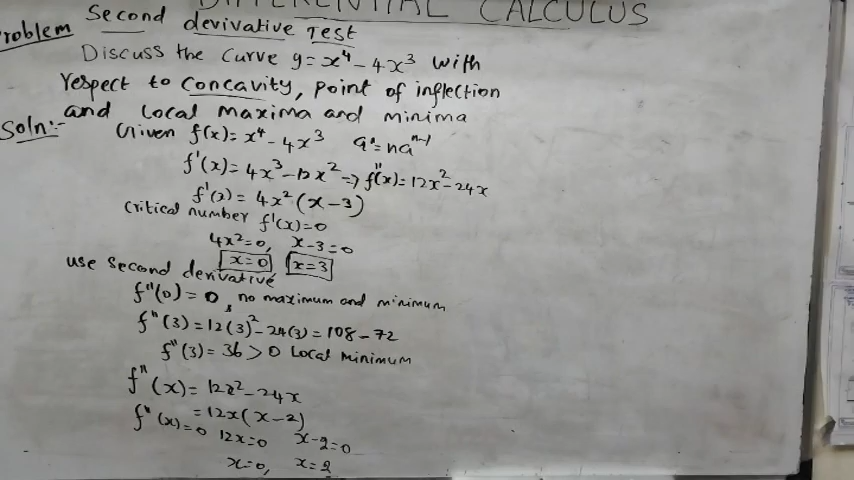 DIFFERENTIAL CALCULUS
Problem Second derivative Test
Discuss the curve y = x⁴ - 4x³ with
respect to concavity, point of inflection
and local maxima and minima
Soln:- Given f(x) = x⁴ - 4x³ aⁿ = naⁿ⁻¹
f'(x) = 4x³ - 12x² => f''(x) = 12x² - 24x
f'(x) = 4x² (x - 3)
critical number f'(x) = 0
4x² = 0, x - 3 = 0
x = 0, x = 3
use second derivative
f''(0) = 0, no maximum and minimum
f''(3) = 12(3)² - 24(3) = 108 - 72
f''(3) = 36 > 0 Local minimum
f''(x) = 12x² - 24x
= 12x(x - 2)
f''(x) = 0 12x = 0 x - 2 = 0
x = 0, x = 2